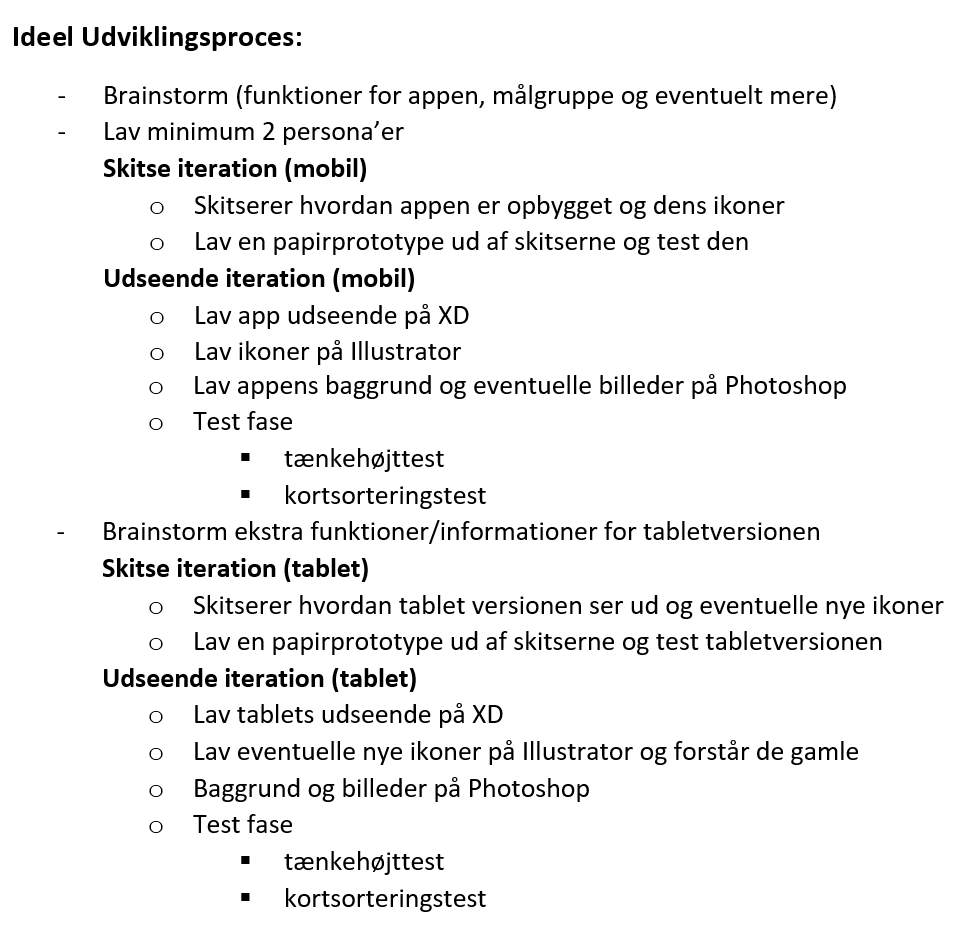 Ideel Udviklingsproces:
- Brainstorm (funktioner for appen, målgruppe og eventuelt mere)
- Lav minimum 2 persona’er
Skitse iteration (mobil)
o Skitserer hvordan appen er opbygget og dens ikoner
o Lav en papirprototype ud af skitserne og test den
Udseende iteration (mobil)
o Lav app udseende på XD
o Lav ikoner på Illustrator
o Lav appens baggrund og eventuelle billeder på Photoshop
o Test fase
▪ tænkehøjttest
▪ kortsorteringstest
- Brainstorm ekstra funktioner/informationer for tabletversionen
Skitse iteration (tablet)
o Skitserer hvordan tablet versionen ser ud og eventuelle nye ikoner
o Lav en papirprototype ud af skitserne og test tabletversionen
Udseende iteration (tablet)
o Lav tablets udseende på XD
o Lav eventuelle nye ikoner på Illustrator og forstår de gamle
o Baggrund og billeder på Photoshop
o Test fase
▪ tænkehøjttest
▪ kortsorteringstest